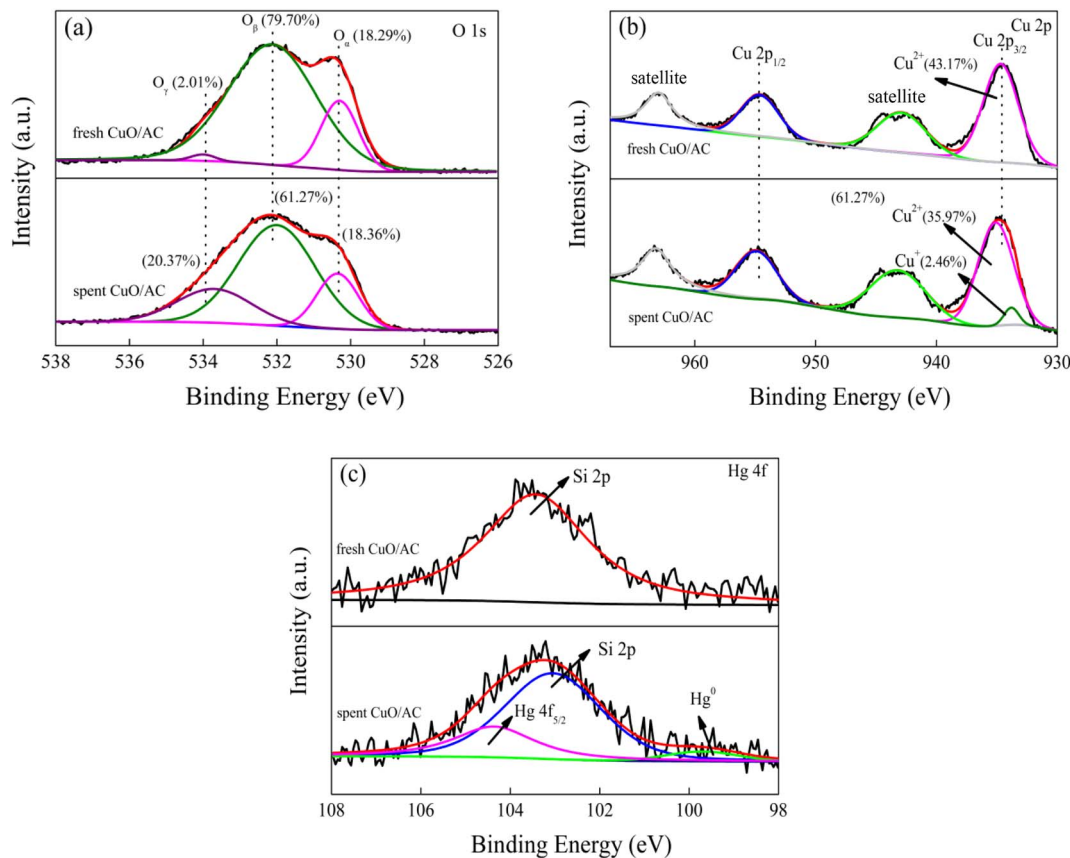 (a)
O 1s
Oβ (79.70%)
Oα (18.29%)
Oγ (2.01%)
fresh CuO/AC
(61.27%)
(18.36%)
(20.37%)
spent CuO/AC
Intensity (a.u.)
Intensity (a.u.)
538 536 534 532 530 528 526
Binding Energy (eV)
(b)
Cu 2p
Cu 2p3/2
Cu 2p1/2
Cu2+(43.17%)
satellite
satellite
fresh CuO/AC
(61.27%)
Cu2+(35.97%)
Cu+(2.46%)
spent CuO/AC
Intensity (a.u.)
Intensity (a.u.)
960 950 940 930
Binding Energy (eV)
(c)
Hg 4f
Si 2p
fresh CuO/AC
Si 2p
Hg0
Hg 4f5/2
spent CuO/AC
Intensity (a.u.)
Intensity (a.u.)
108 106 104 102 100 98
Binding Energy (eV)